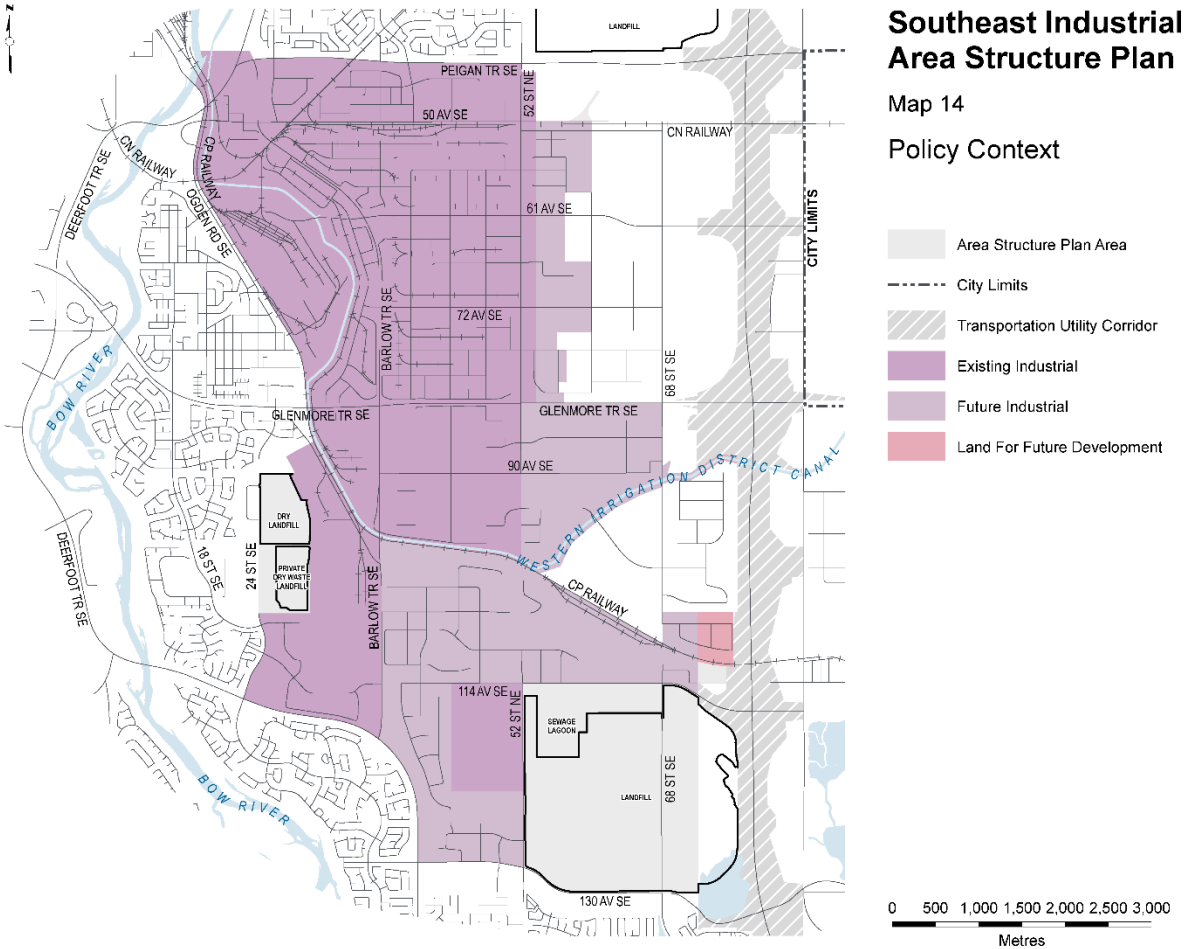 Southeast Industrial
Area Structure Plan
Map 14
Policy Context
Area Structure Plan Area
City Limits
Transportation Utility Corridor
Existing Industrial
Future Industrial
Land For Future Development
0 500 1,000 1,500 2,000 2,500 3,000
Metres
N
LANDFILL
PEIGAN TR SE
52 ST NE
50 AV SE
CN RAILWAY
CN RAILWAY
CP RAILWAY
DEERFOOT TR SE
OGDEN RD SE
61 AV SE
CITY LIMITS
BARLOW TR SE
72 AV SE
BOW RIVER
68 ST SE
GLENMORE TR SE
GLENMORE TR SE
90 AV SE
WESTERN IRRIGATION DISTRICT CANAL
DRY
LANDFILL
PRIVATE
DRY WASTE
LANDFILL
DEERFOOT TR SE
18 ST SE
24 ST SE
BARLOW TR SE
CP RAILWAY
114 AV SE
52 ST NE
SEWAGE
LAGOON
LANDFILL
68 ST SE
BOW RIVER
130 AV SE